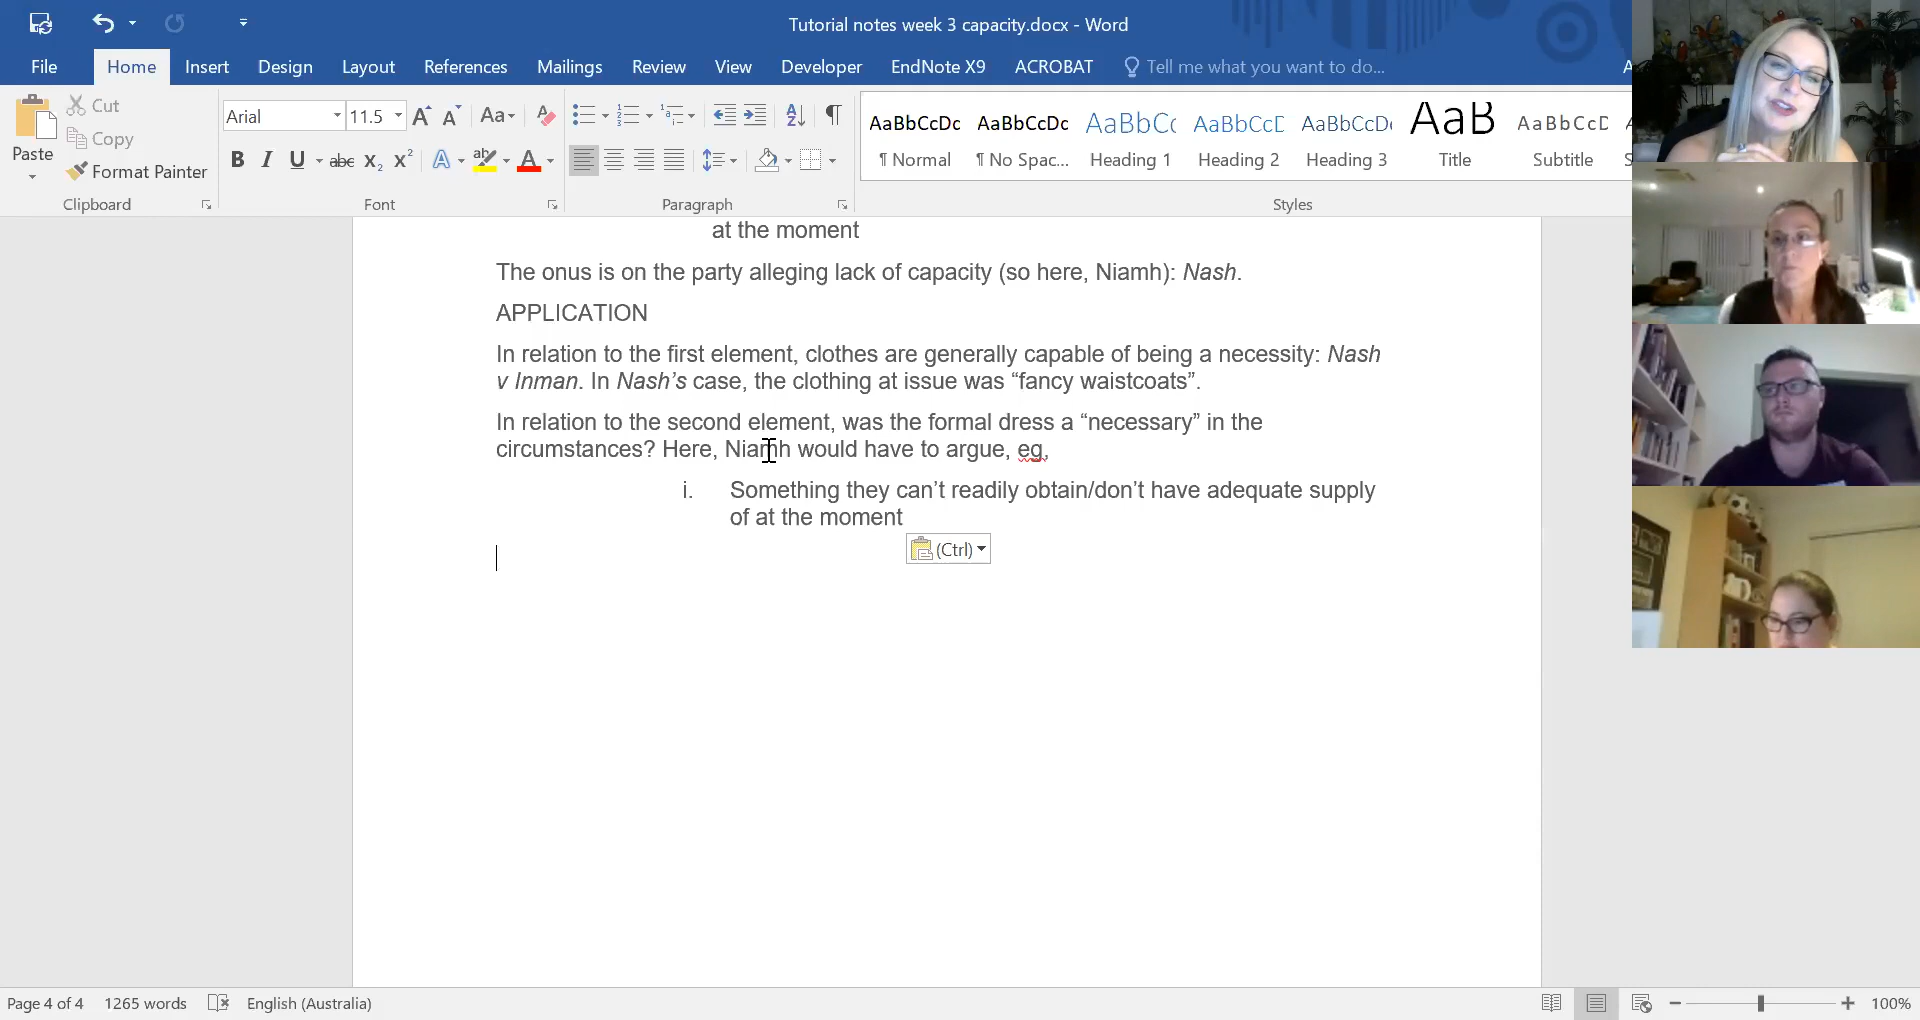 Tutorial notes week 3 capacity.docx - Word
File Home Insert Design Layout References Mailings Review View Developer EndNote X9 ACROBAT Tell me what you want to do... A
Paste
Cut
Copy
Format Painter
Clipboard
Arial 11.5 Aa
B I U abc X₂ X² A ab A
Font
Paragraph
AaBbCcDc AaBbCcDc AaBbCc AaBbCcD AaBbCcDc AaB AaBbCcD
¶ Normal ¶ No Spac... Heading 1 Heading 2 Heading 3 Title Subtitle S
Styles
at the moment
The onus is on the party alleging lack of capacity (so here, Niamh): Nash.
APPLICATION
In relation to the first element, clothes are generally capable of being a necessity: Nash
v Inman. In Nash’s case, the clothing at issue was “fancy waistcoats”.
In relation to the second element, was the formal dress a “necessary” in the
circumstances? Here, Niamh would have to argue, eg,
i. Something they can’t readily obtain/don’t have adequate supply
of at the moment
(Ctrl)
Page 4 of 4 1265 words English (Australia) 100%